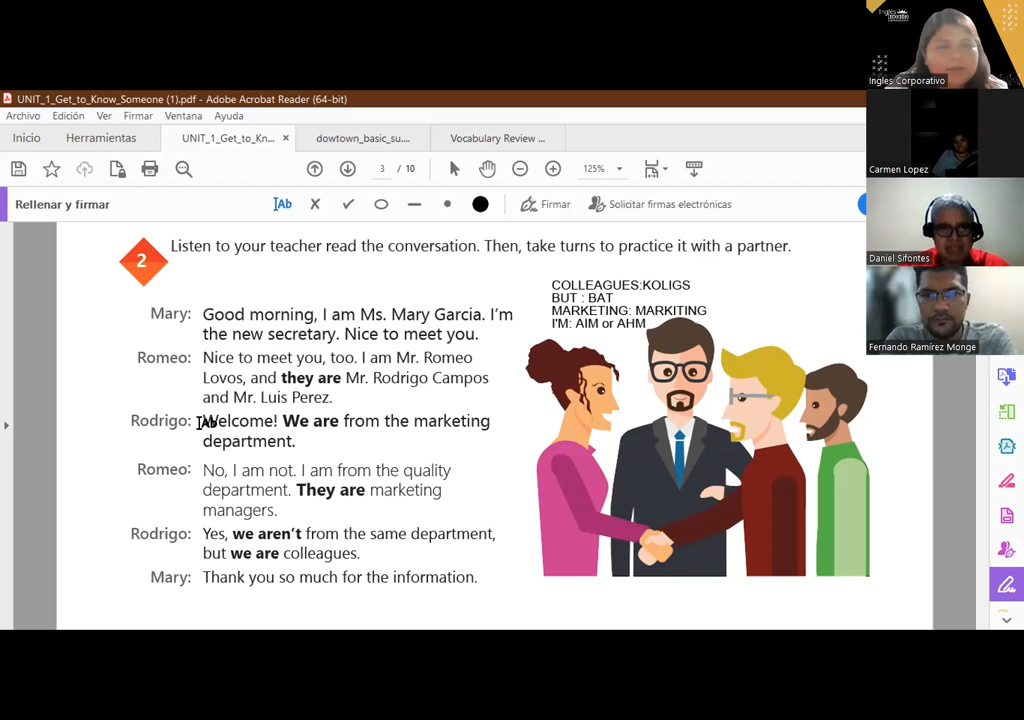 Inglés
Corporativo
Ingles Corporativo
UNIT_1_Get_to_Know_Someone (1).pdf - Adobe Acrobat Reader (64-bit)
Archivo Edición Ver Firmar Ventana Ayuda
Inicio Herramientas UNIT_1_Get_to_Kn... × dowtown_basic_su.... Vocabulary Review ...
3 / 10 125%
Carmen Lopez
Rellenar y firmar Ab Firmar Solicitar firmas electrónicas
2 Listen to your teacher read the conversation. Then, take turns to practice it with a partner.
Daniel Sifontes
COLLEAGUES:KOLIGS
BUT : BAT
MARKETING: MARKITING
I'M: AIM or AHM
Fernando Ramírez Monge
Mary: Good morning, I am Ms. Mary Garcia. I'm
the new secretary. Nice to meet you.
Romeo: Nice to meet you, too. I am Mr. Romeo
Lovos, and they are Mr. Rodrigo Campos
and Mr. Luis Perez.
Rodrigo: Welcome! We are from the marketing
department.
Romeo: No, I am not. I am from the quality
department. They are marketing
managers.
Rodrigo: Yes, we aren't from the same department,
but we are colleagues.
Mary: Thank you so much for the information.